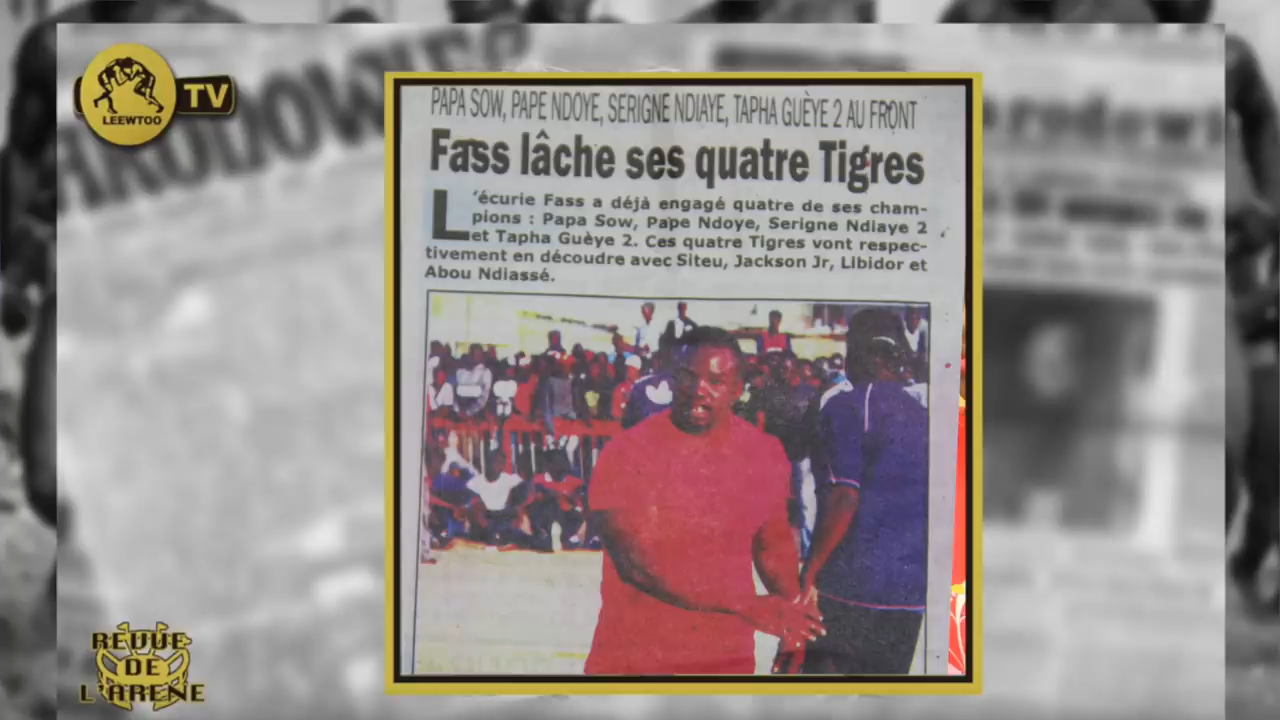 LEEWTOO
TV
PAPA SOW, PAPE NDOYE, SERIGNE NDIAYE, TAPHA GUÈYE 2 AU FRONT
Fass lâche ses quatre Tigres
L'écurie Fass a déjà engagé quatre de ses cham-
pions : Papa Sow, Pape Ndoye, Serigne Ndiaye 2
et Tapha Guèye 2. Ces quatre Tigres vont respec-
tivement en découdre avec Siteu, Jackson Jr, Libidor et
Abou Ndiassé.
REVUE
DE
L'ARENE